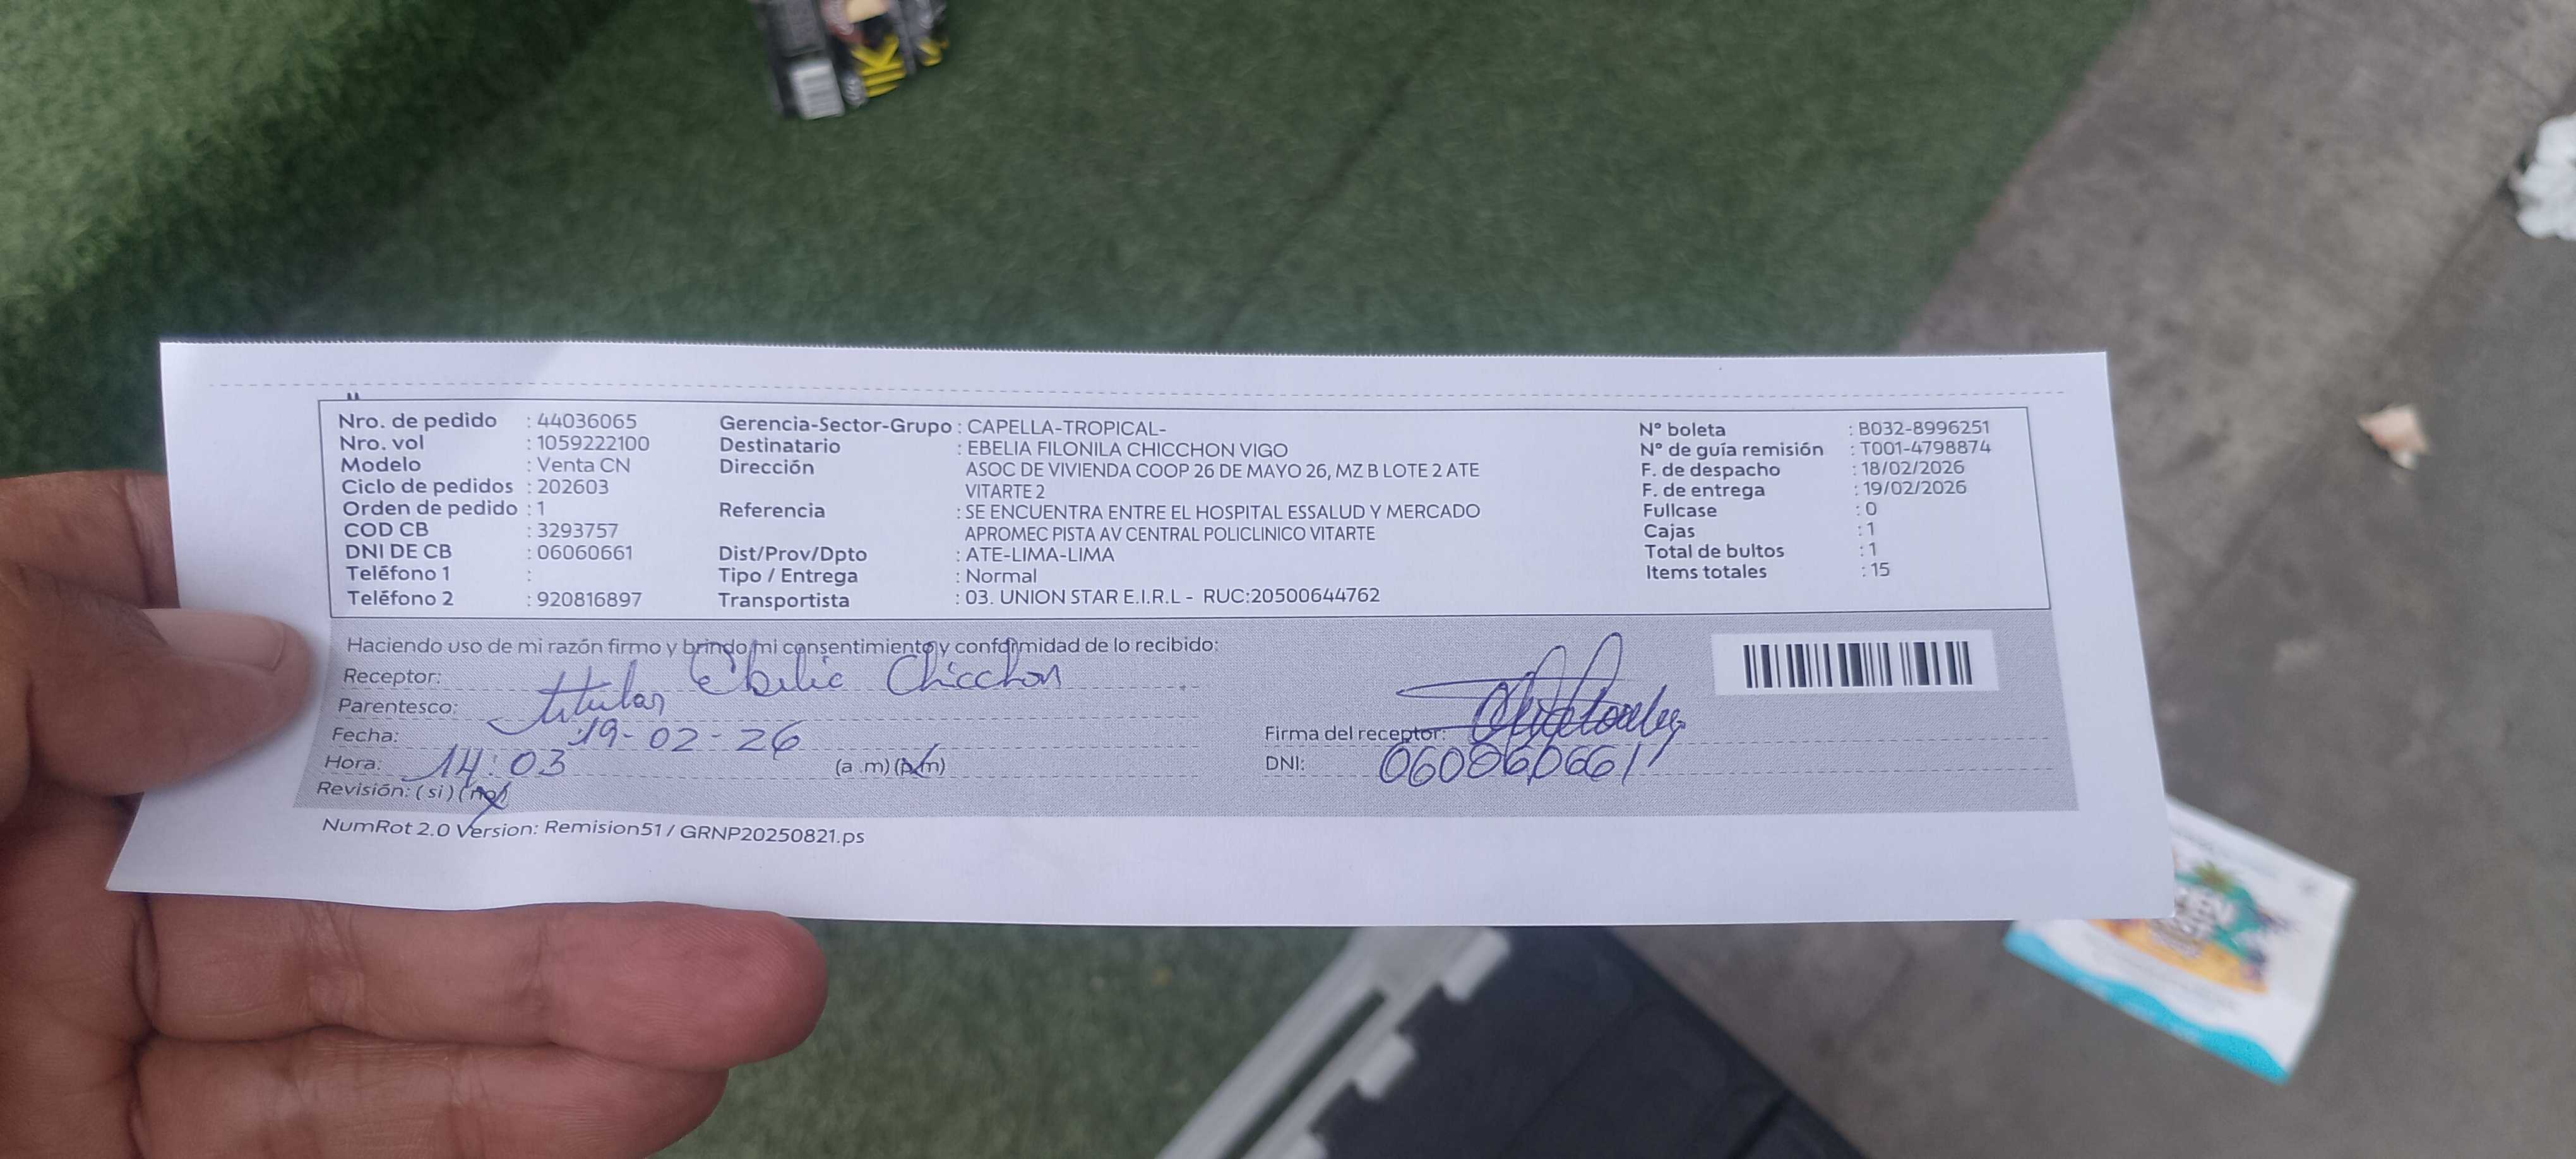 Nro. de pedido : 44036065
Nro. vol : 1059222100
Modelo : Venta CN
Ciclo de pedidos : 202603
Orden de pedido : 1
COD CB : 3293757
DNI DE CB : 06060661
Teléfono 1 :
Teléfono 2 : 920816897
Gerencia-Sector-Grupo : CAPELLA-TROPICAL-
Destinatario : EBELIA FILONILA CHICCHON VIGO
Dirección ASOC DE VIVIENDA COOP 26 DE MAYO 26, MZ B LOTE 2 ATE
VITARTE 2
Referencia : SE ENCUENTRA ENTRE EL HOSPITAL ESSALUD Y MERCADO
APROMEC PISTA AV CENTRAL POLICLINICO VITARTE
Dist/Prov/Dpto : ATE-LIMA-LIMA
Tipo / Entrega : Normal
Transportista : 03. UNION STAR E.I.R.L - RUC:20500644762
N° boleta : B032-8996251
N° de guía remisión : T001-4798874
F. de despacho : 18/02/2026
F. de entrega : 19/02/2026
Fullcase : 0
Cajas : 1
Total de bultos : 1
Items totales : 15
Haciendo uso de mi razón firmo y brindo mi consentimiento y conformidad de lo recibido:
Receptor: Ebelia Chicchon
Parentesco: titular
Fecha: 19-02-26
Hora: 14:03 (a .m) (p.m)
Revisión: (si) (no)
Firma del receptor:
DNI:
NumRot 2.0 Version: Remision51 / GRNP20250821.ps